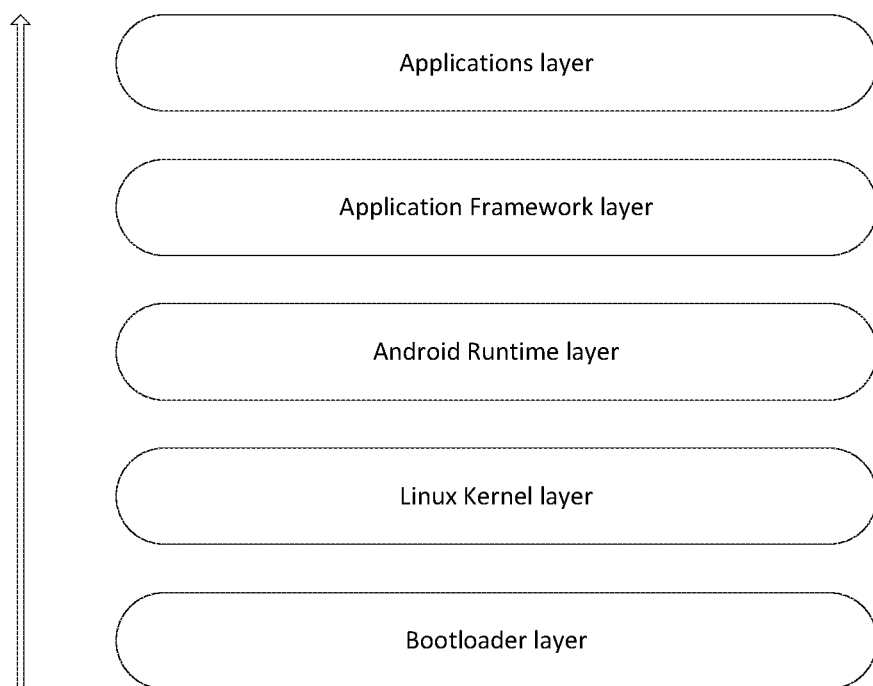 Applications layer
Application Framework layer
Android Runtime layer
Linux Kernel layer
Bootloader layer